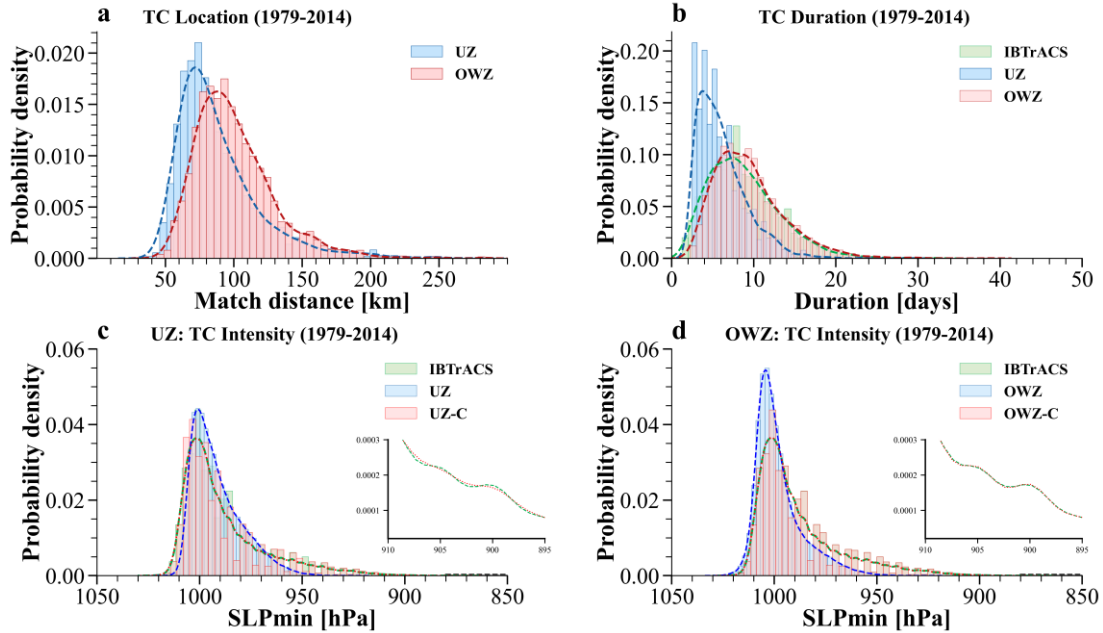 a TC Location (1979-2014)
Probability density
0.020
0.015
0.010
0.005
0.000
UZ
OWZ
50 100 150 200 250
Match distance [km]
b TC Duration (1979-2014)
Probability density
0.20
0.15
0.10
0.05
0.00
IBTrACS
UZ
OWZ
0 10 20 30 40 50
Duration [days]
c UZ: TC Intensity (1979-2014)
Probability density
0.06
0.04
0.02
0.00
IBTrACS
UZ
UZ-C
0.0003
0.0002
0.0001
910 905 900 895
1050 1000 950 900 850
SLPmin [hPa]
d OWZ: TC Intensity (1979-2014)
Probability density
0.06
0.04
0.02
0.00
IBTrACS
OWZ
OWZ-C
0.0003
0.0002
0.0001
910 905 900 895
1050 1000 950 900 850
SLPmin [hPa]